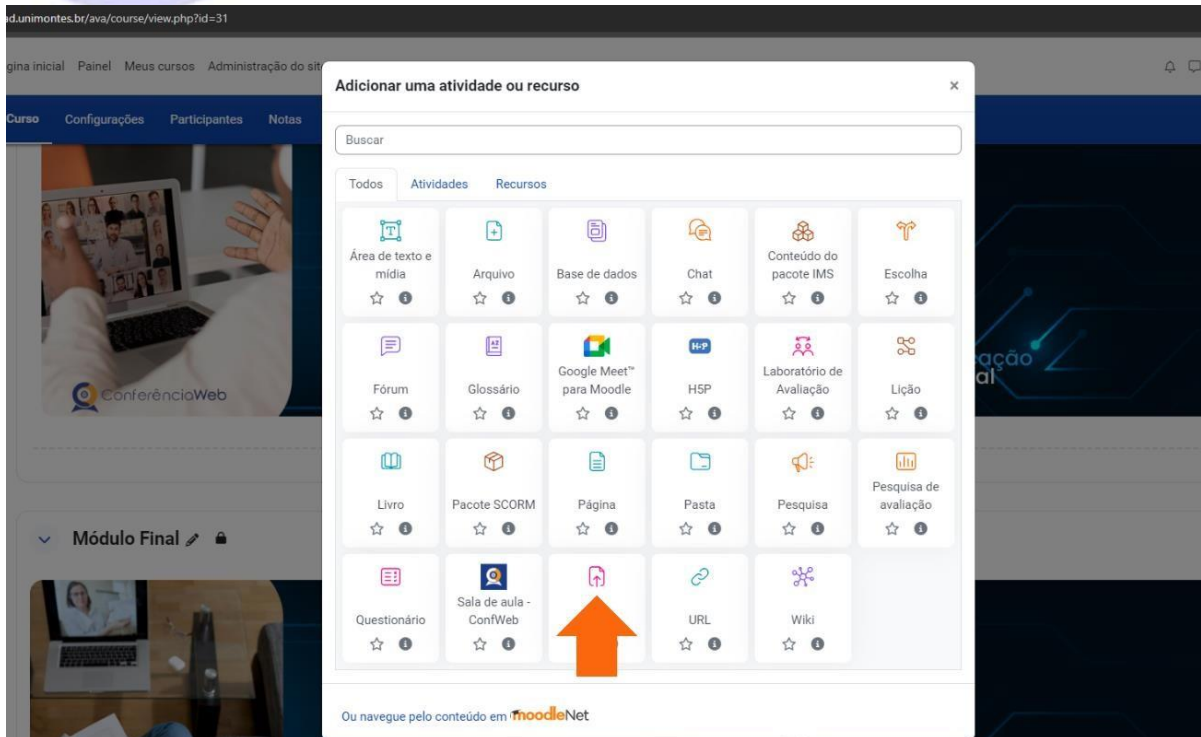 ad.unimontes.br/ava/course/view.php?id=31
gina inicial Painel Meus cursos Administração do sit
Adicionar uma atividade ou recurso
×
Curso Configurações Participantes Notas
Buscar
Todos Atividades Recursos
Área de texto e
mídia
Arquivo
Base de dados
Chat
Conteúdo do
pacote IMS
Escolha
Fórum
Glossário
Google Meet™
para Moodle
H5P
H5P
Laboratório de
Avaliação
Lição
Livro
Pacote SCORM
Página
Pasta
Pesquisa
Pesquisa de
avaliação
Questionário
Sala de aula -
ConfWeb
URL
Wiki
Ou navegue pelo conteúdo em moodleNet
ConferênciaWeb
ação
al
Módulo Final